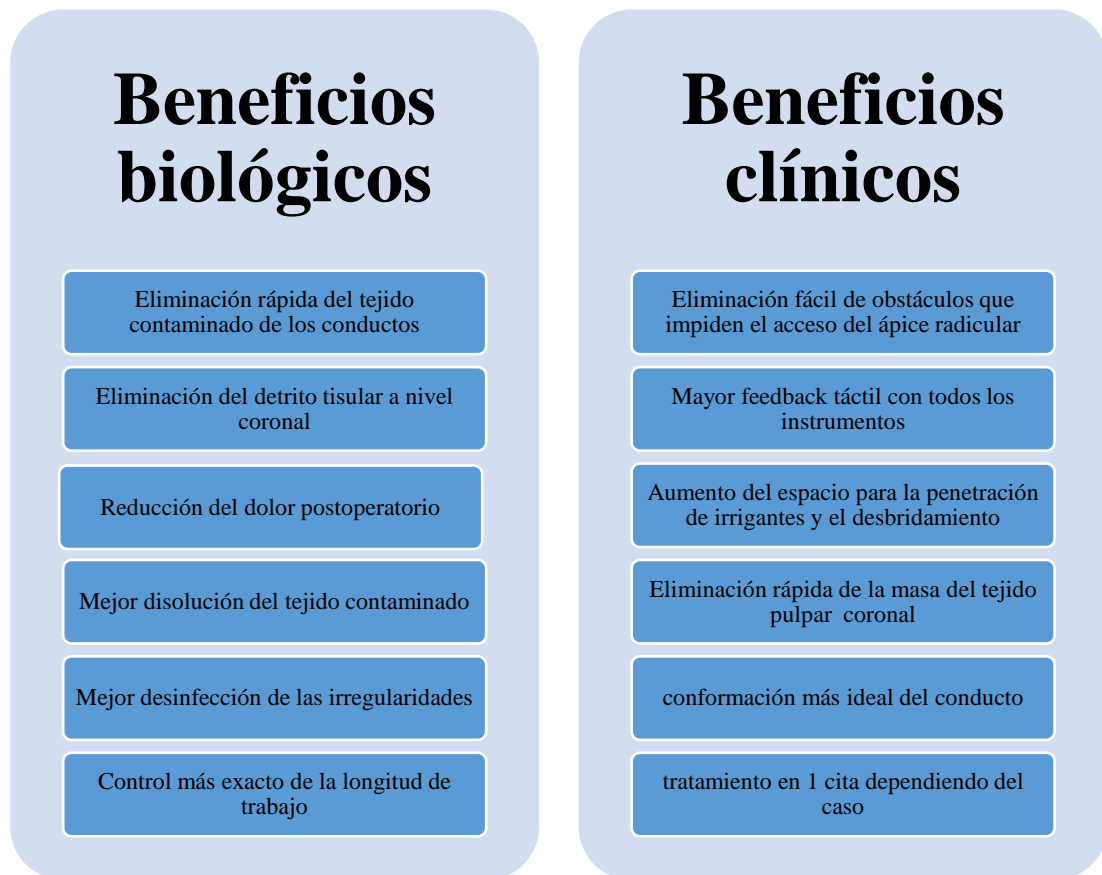 Beneficios
biológicos
Eliminación rápida del tejido
contaminado de los conductos
Eliminación del detrito tisular a nivel
coronal
Reducción del dolor postoperatorio
Mejor disolución del tejido contaminado
Mejor desinfección de las irregularidades
Control más exacto de la longitud de
trabajo
Beneficios
clínicos
Eliminación fácil de obstáculos que
impiden el acceso del ápice radicular
Mayor feedback táctil con todos los
instrumentos
Aumento del espacio para la penetración
de irrigantes y el desbridamiento
Eliminación rápida de la masa del tejido
pulpar  coronal
conformación más ideal del conducto
tratamiento en 1 cita dependiendo del
caso